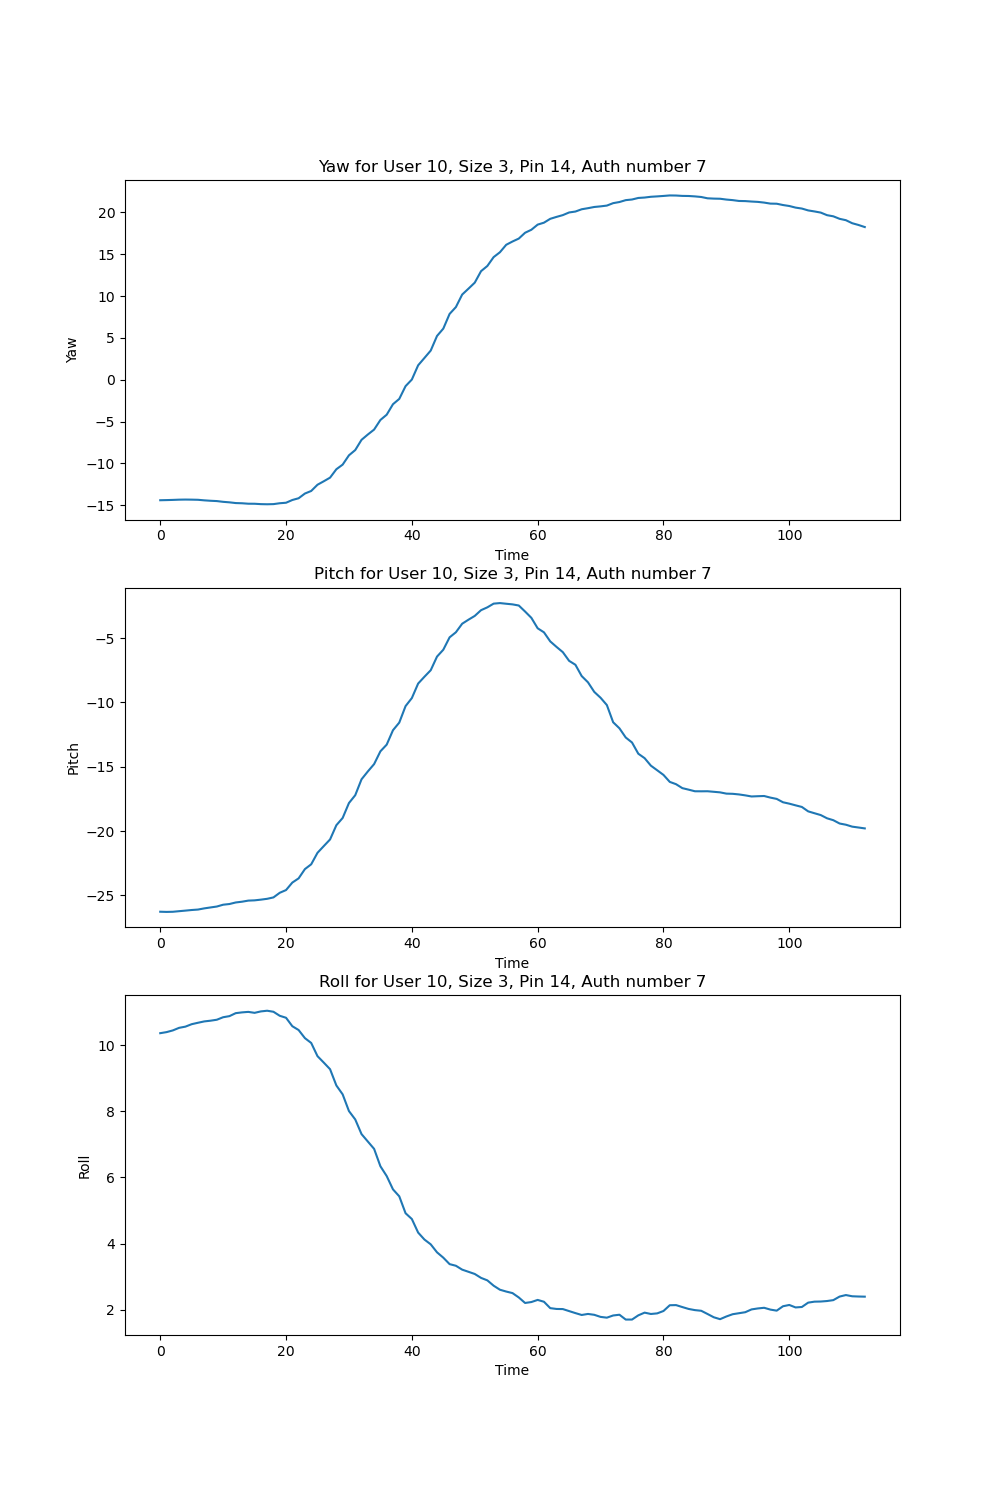 Yaw for User 10, Size 3, Pin 14, Auth number 7
20
15
10
5
0
−5
−10
−15
Yaw
0 20 40 60 80 100
Time
Pitch for User 10, Size 3, Pin 14, Auth number 7
−5
−10
−15
−20
−25
Pitch
0 20 40 60 80 100
Time
Roll for User 10, Size 3, Pin 14, Auth number 7
10
8
6
4
2
Roll
0 20 40 60 80 100
Time